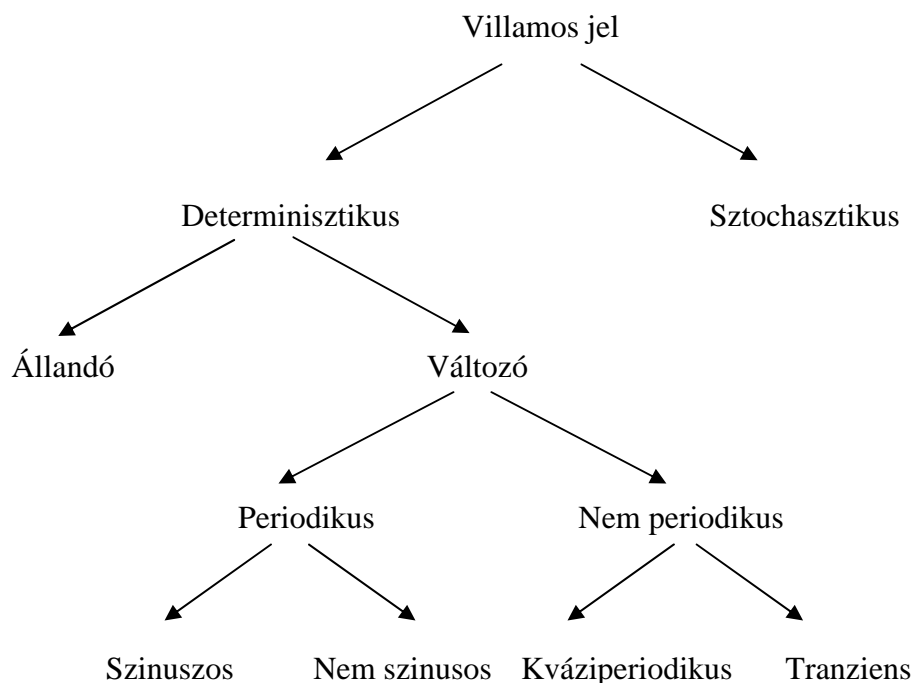 Villamos jel
Determinisztikus Sztochasztikus
Állandó Változó
Periodikus Nem periodikus
Szinuszos Nem szinusos Kváziperiodikus Tranziens